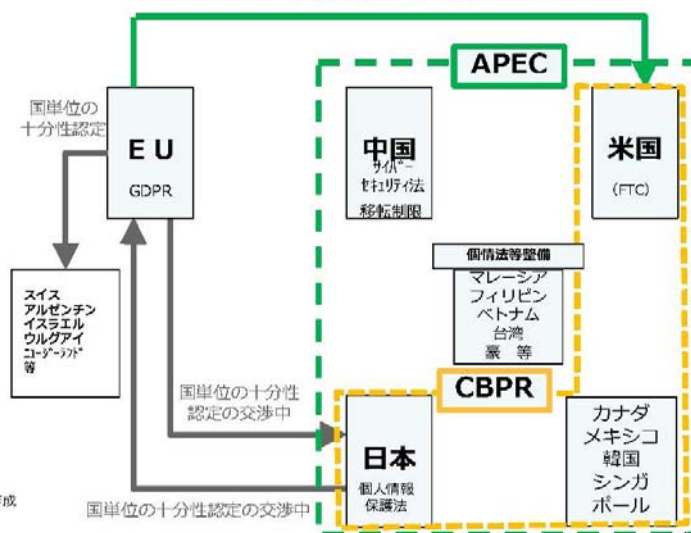 APEC
国単位の
十分性認定
EU
GDPR
中国
サイバー
セキュリティ法
移転制限
米国
(FTC)
個情法等整備
マレーシア
フィリピン
ベトナム
台湾
豪 等
スイス
アルゼンチン
イスラエル
ウルグアイ
ニュージーランド
等
CBPR
国単位の十分性
認定の交渉中
日本
個人情報
保護法
カナダ
メキシコ
韓国
シンガ
ポール
成
国単位の十分性認定の交渉中